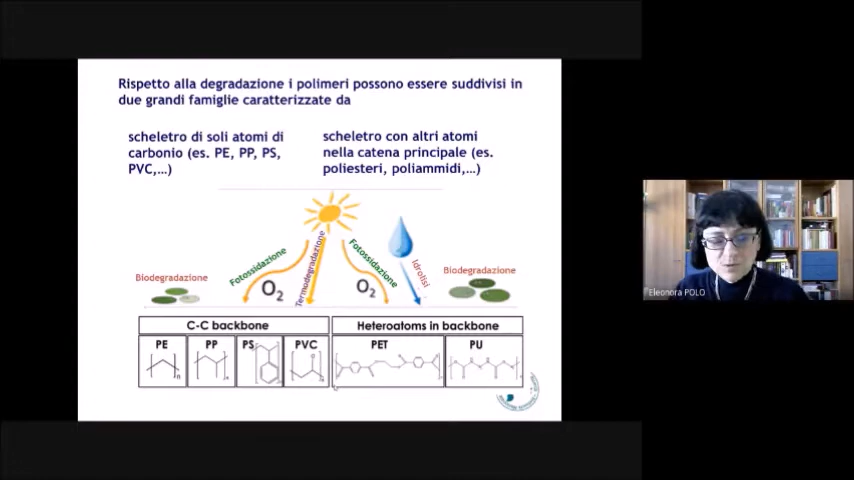 Rispetto alla degradazione i polimeri possono essere suddivisi in
due grandi famiglie caratterizzate da
scheletro di soli atomi di
carbonio (es. PE, PP, PS,
PVC,...)
scheletro con altri atomi
nella catena principale (es.
poliesteri, poliammidi,...)
Biodegradazione
Fotossidazione
O2
Termodegradazione
Fotossidazione
O2
Idrolisi
Biodegradazione
C-C backbone
Heteroatoms in backbone
PE
PP
PS
PVC
PET
PU
Eleonora POLO